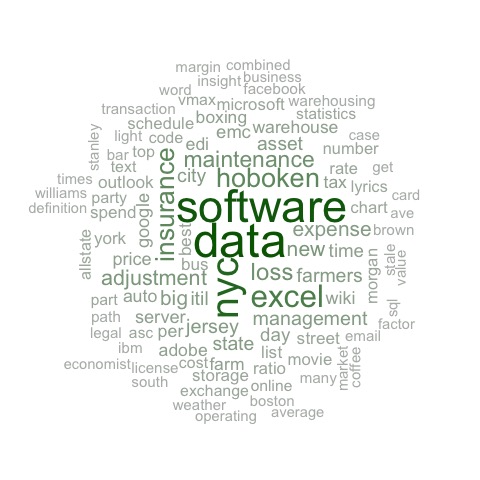 margin combined
insight business
word facebook
transaction vmax microsoft warehousing
schedule boxing statistics
stanley light code emc warehouse case
bar top edi asset number
text insurance maintenance rate get
times outlook city hoboken tax lyrics
williams party google software chart card
definition spend best ave
york data expense brown
allstate price bus new time morgan stale value
adjustment loss farmers
part auto big itil nyc excel wiki sql
path server management factor
legal asc per jersey day street email
ibm adobe state list movie market coffee
economist license cost farm ratio
south storage online many
exchange boston
weather average
operating